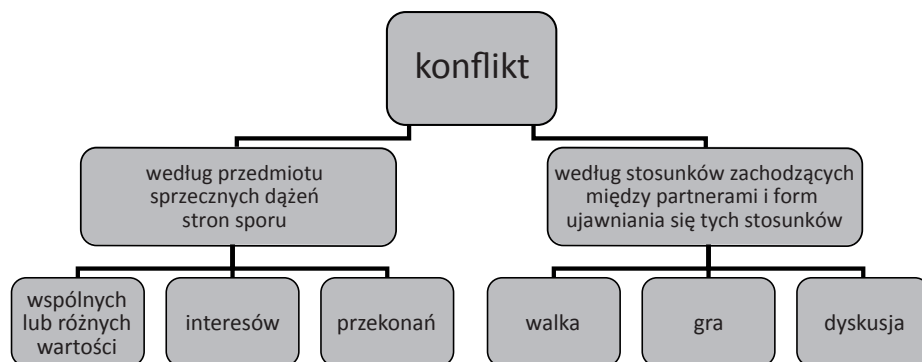 konflikt
według przedmiotu
sprzecznych dążeń
stron sporu
według stosunków zachodzących
między partnerami i form
ujawniania się tych stosunków
wspólnych
lub różnych
wartości
interesów
przekonań
walka
gra
dyskusja